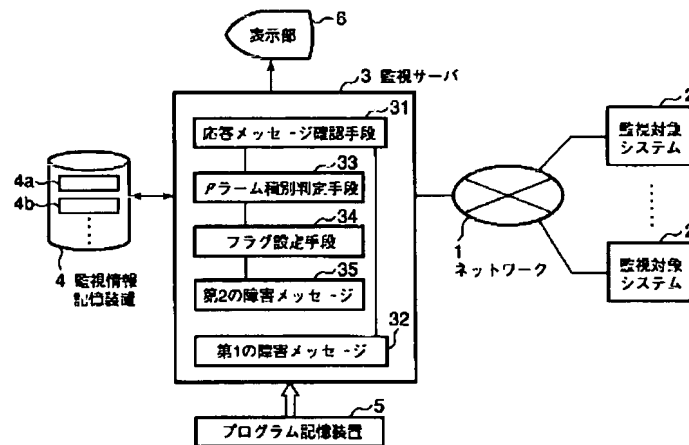 6
表示部
3 監視サーバ
31
応答メッセージ確認手段
33
アラーム種別判定手段
34
フラグ設定手段
35
第2の障害メッセージ
32
第1の障害メッセージ
4a
4b
4 監視情報
記憶装置
5
プログラム記憶装置
1
ネットワーク
2
監視対象
システム
2
監視対象
システム